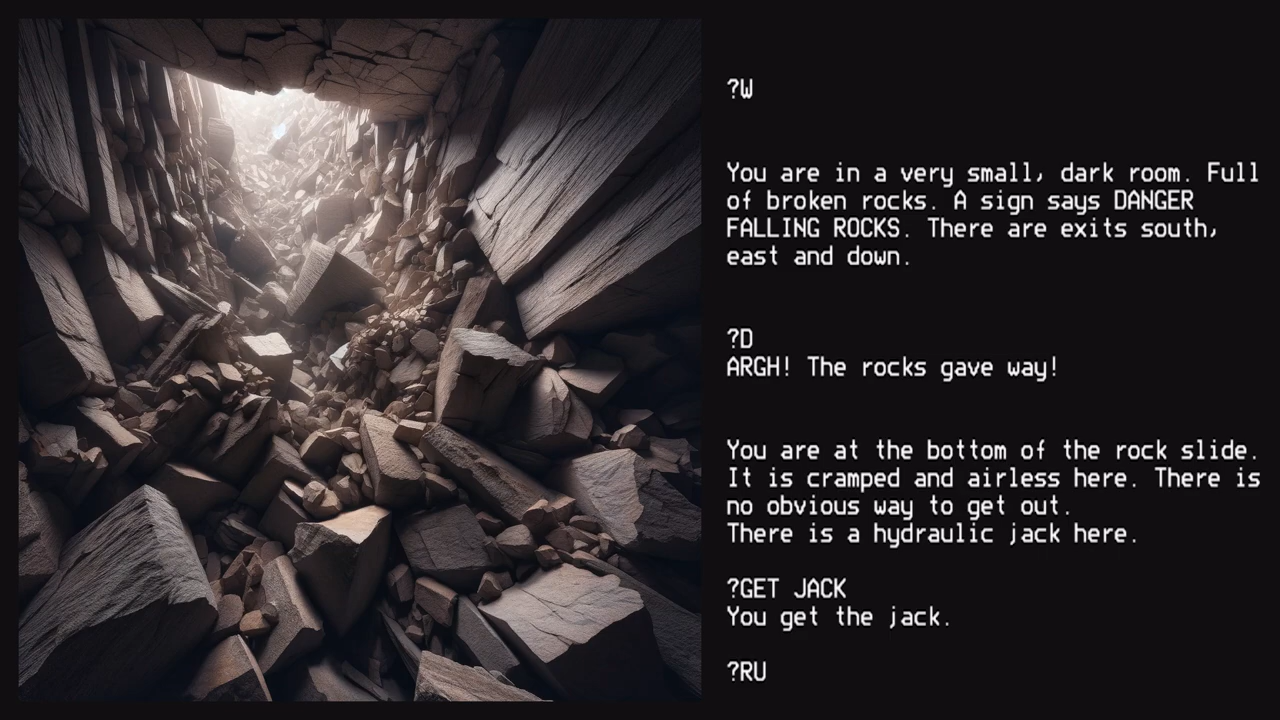 ?W
You are in a very small, dark room. Full
of broken rocks. A sign says DANGER
FALLING ROCKS. There are exits south,
east and down.
?D
ARGH! The rocks gave way!
You are at the bottom of the rock slide.
It is cramped and airless here. There is
no obvious way to get out.
There is a hydraulic jack here.
?GET JACK
You get the jack.
?RU